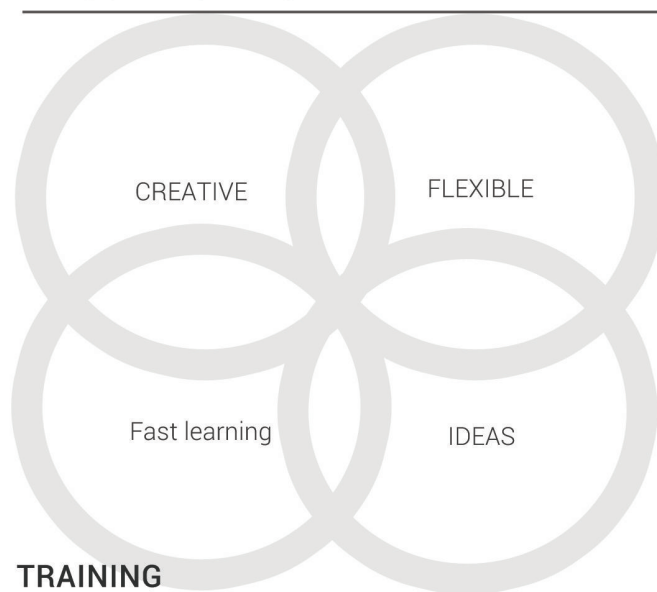 CREATIVE
FLEXIBLE
Fast learning
IDEAS
TRAINING